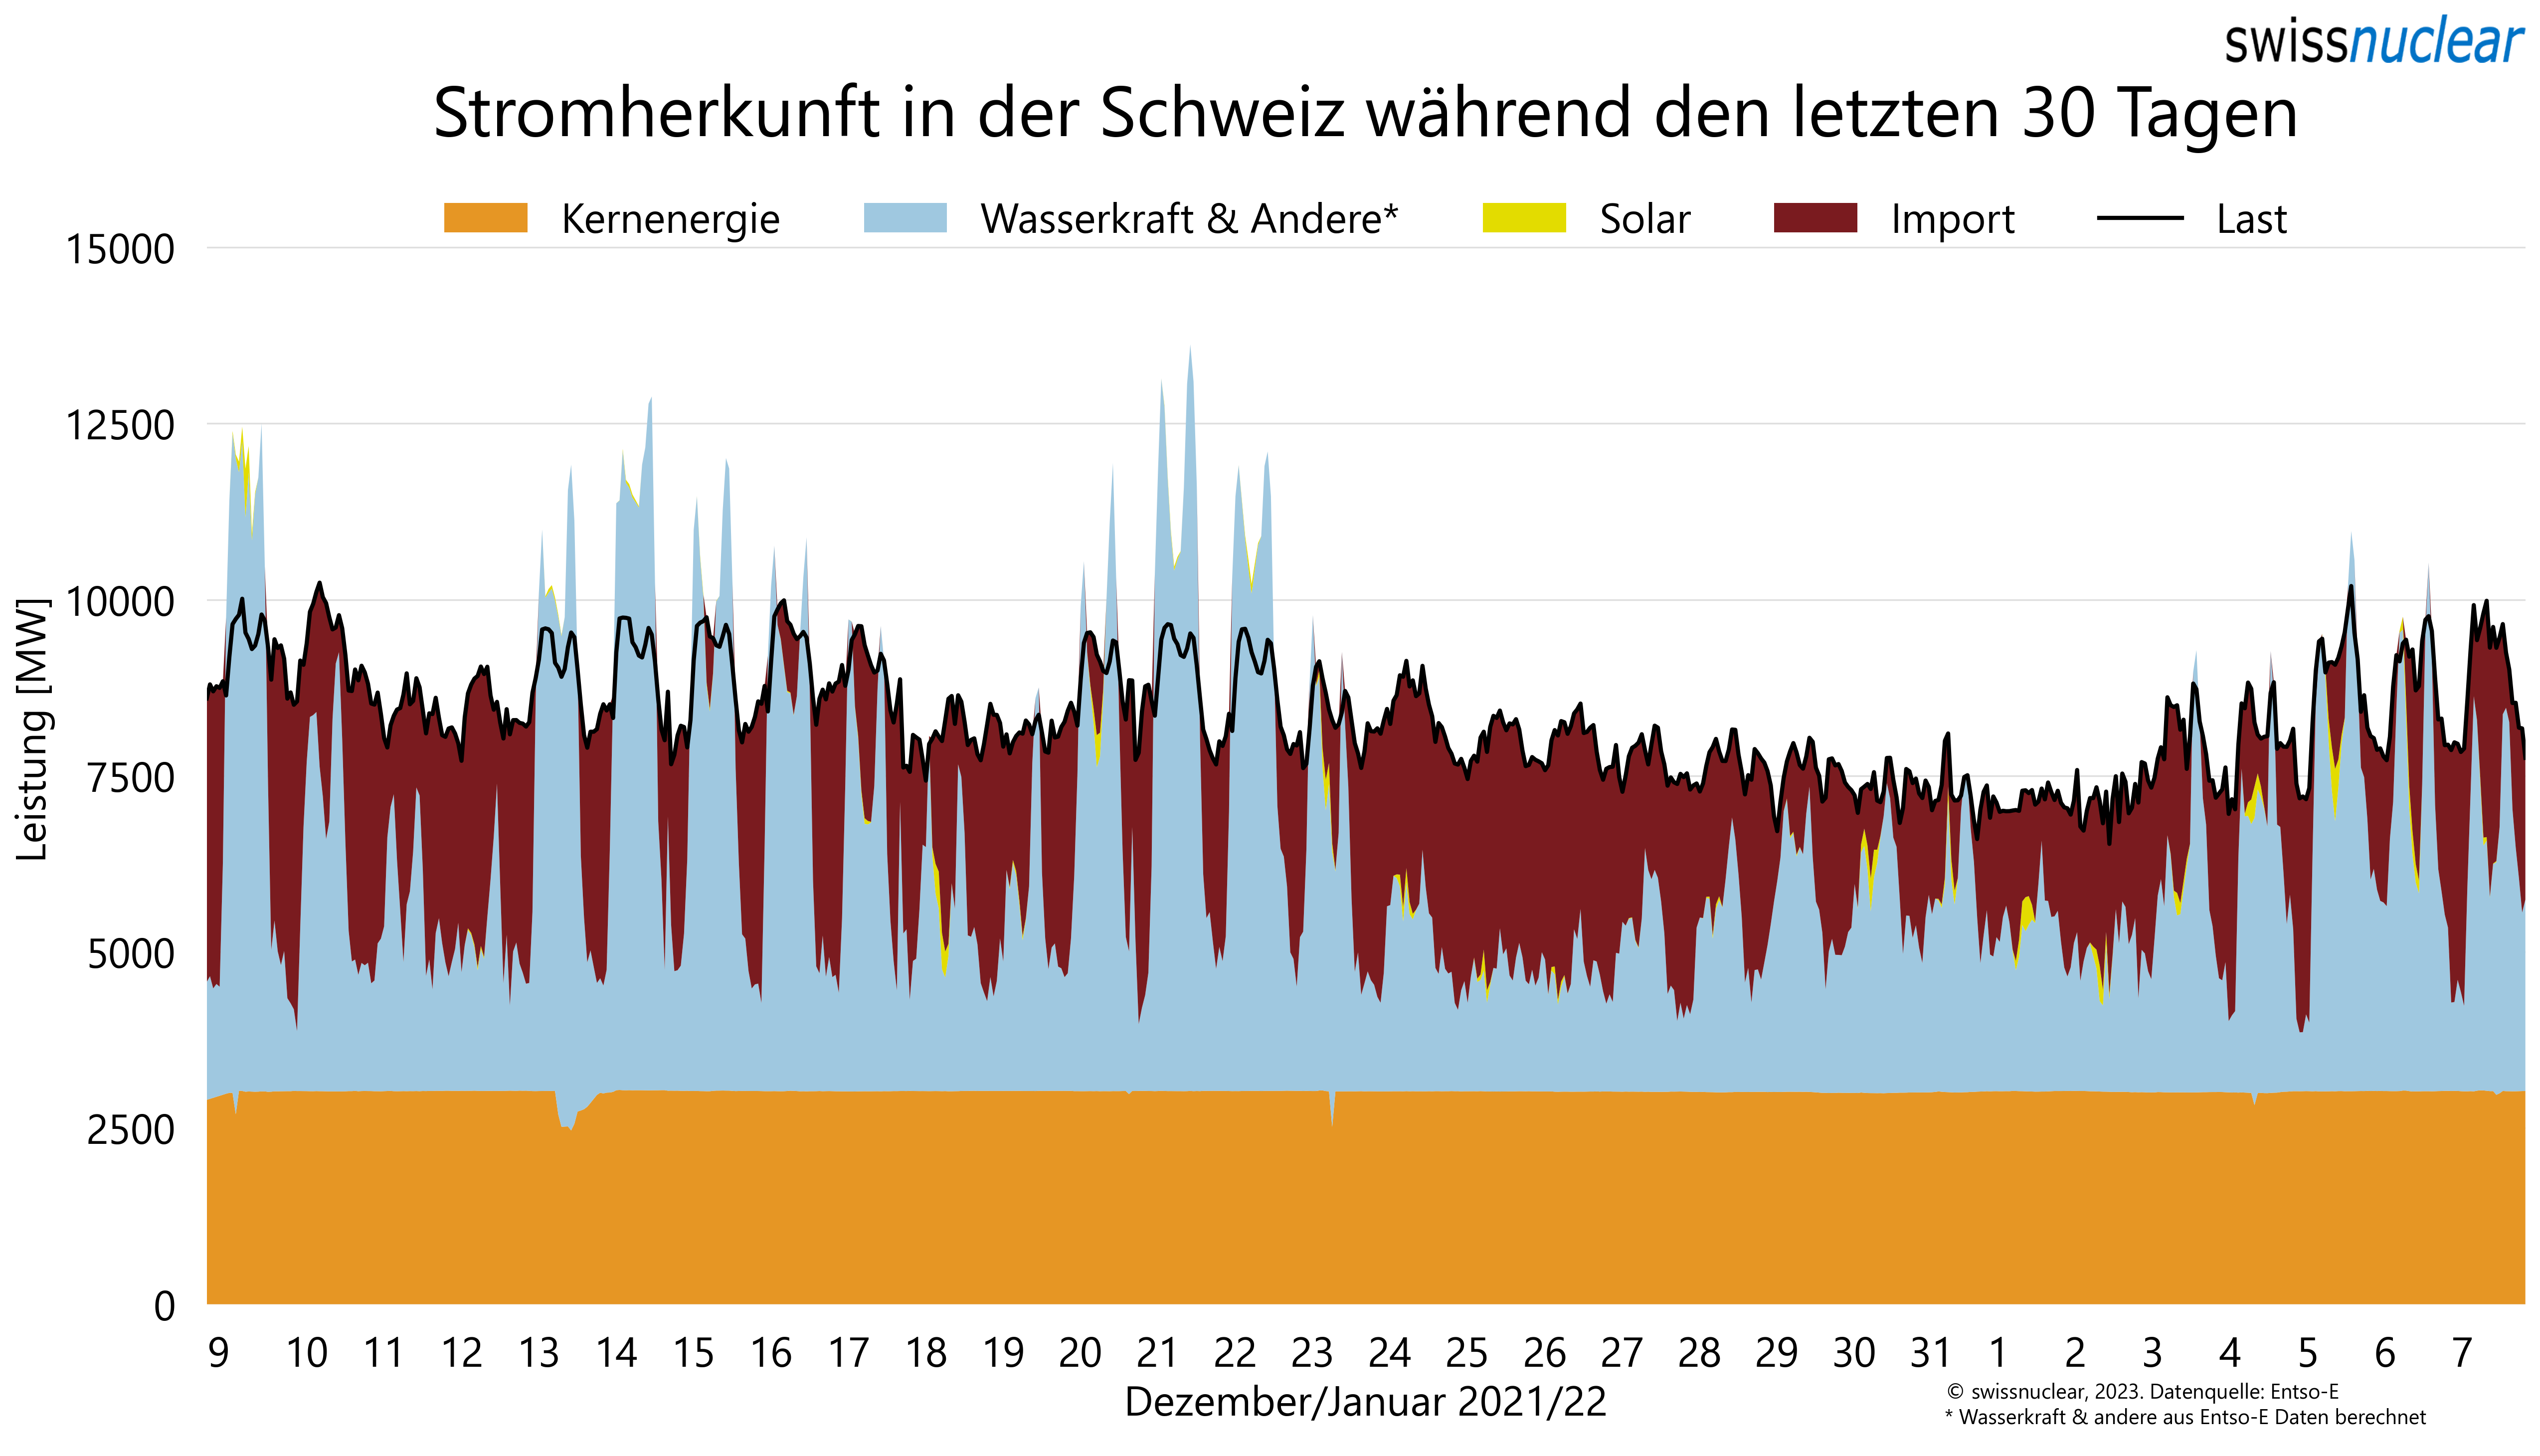 swissnuclear
Stromherkunft in der Schweiz während den letzten 30 Tagen
Kernenergie Wasserkraft & Andere* Solar Import Last
15000
12500
10000
7500
5000
2500
0
Leistung [MW]
9 10 11 12 13 14 15 16 17 18 19 20 21 22 23 24 25 26 27 28 29 30 31 1 2 3 4 5 6 7
Dezember/Januar 2021/22
© swissnuclear, 2023. Datenquelle: Entso-E
* Wasserkraft & andere aus Entso-E Daten berechnet